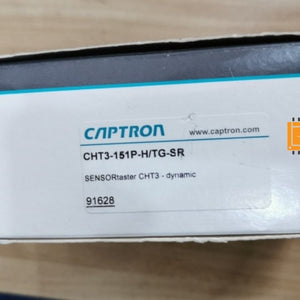 CAPTRON
www.captron.com
CHT3-151P-H/TG-SR
SENSORtaster CHT3 - dynamic
91628